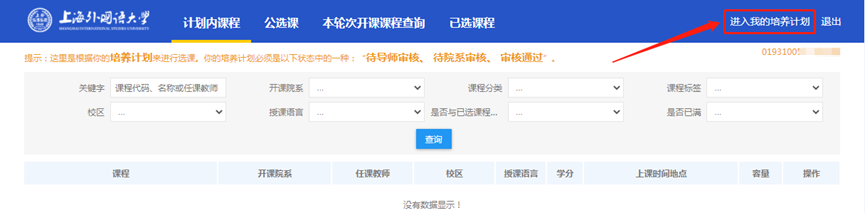 上海外国语大学 计划内课程 公选课 本轮次开课课程查询 已选课程 进入我的培养计划 退出
SHANGHAI INTERNATIONAL STUDIES UNIVERSITY
提示：这里是根据你的培养计划来进行选课。你的培养计划必须是以下状态中的一种：“待导师审核、 待院系审核、 审核通过”。 01931005
关键字 课程代码、名称或任课教师 开课院系 ... 课程分类 ... 课程标签 ...
校区 ... 授课语言 ... 是否与已选课程... ... 是否已满 ...
查询
课程 开课院系 任课教师 校区 授课语言 学分 上课时间地点 容量 操作
没有数据显示！